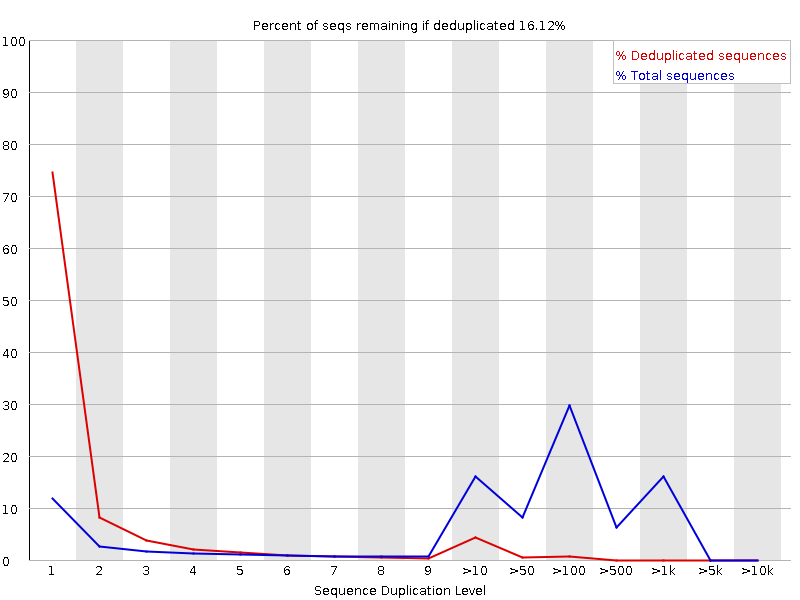 Percent of seqs remaining if deduplicated 16.12%
% Deduplicated sequences
% Total sequences
100
90
80
70
60
50
40
30
20
10
0
1 2 3 4 5 6 7 8 9 >10 >50 >100 >500 >1k >5k >10k
Sequence Duplication Level